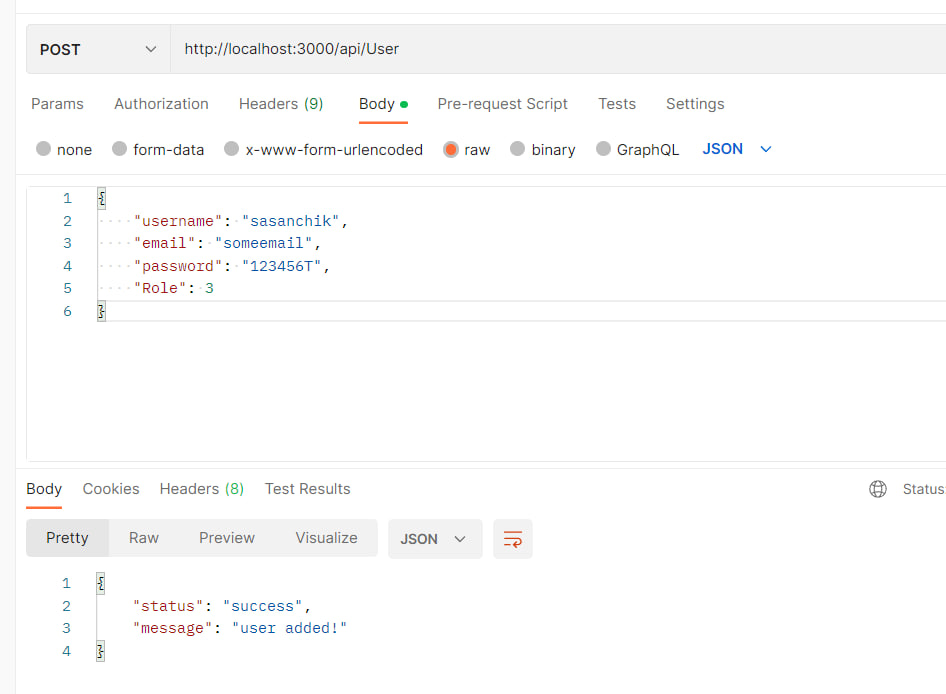 POST http://localhost:3000/api/User
Params Authorization Headers (9) Body Pre-request Script Tests Settings
none form-data x-www-form-urlencoded raw binary GraphQL JSON
1 {
2 "username": "sasanchik",
3 "email": "someemail",
4 "password": "123456T",
5 "Role": 3
6 }
Body Cookies Headers (8) Test Results Status:
Pretty Raw Preview Visualize JSON
1 {
2 "status": "success",
3 "message": "user added!"
4 }